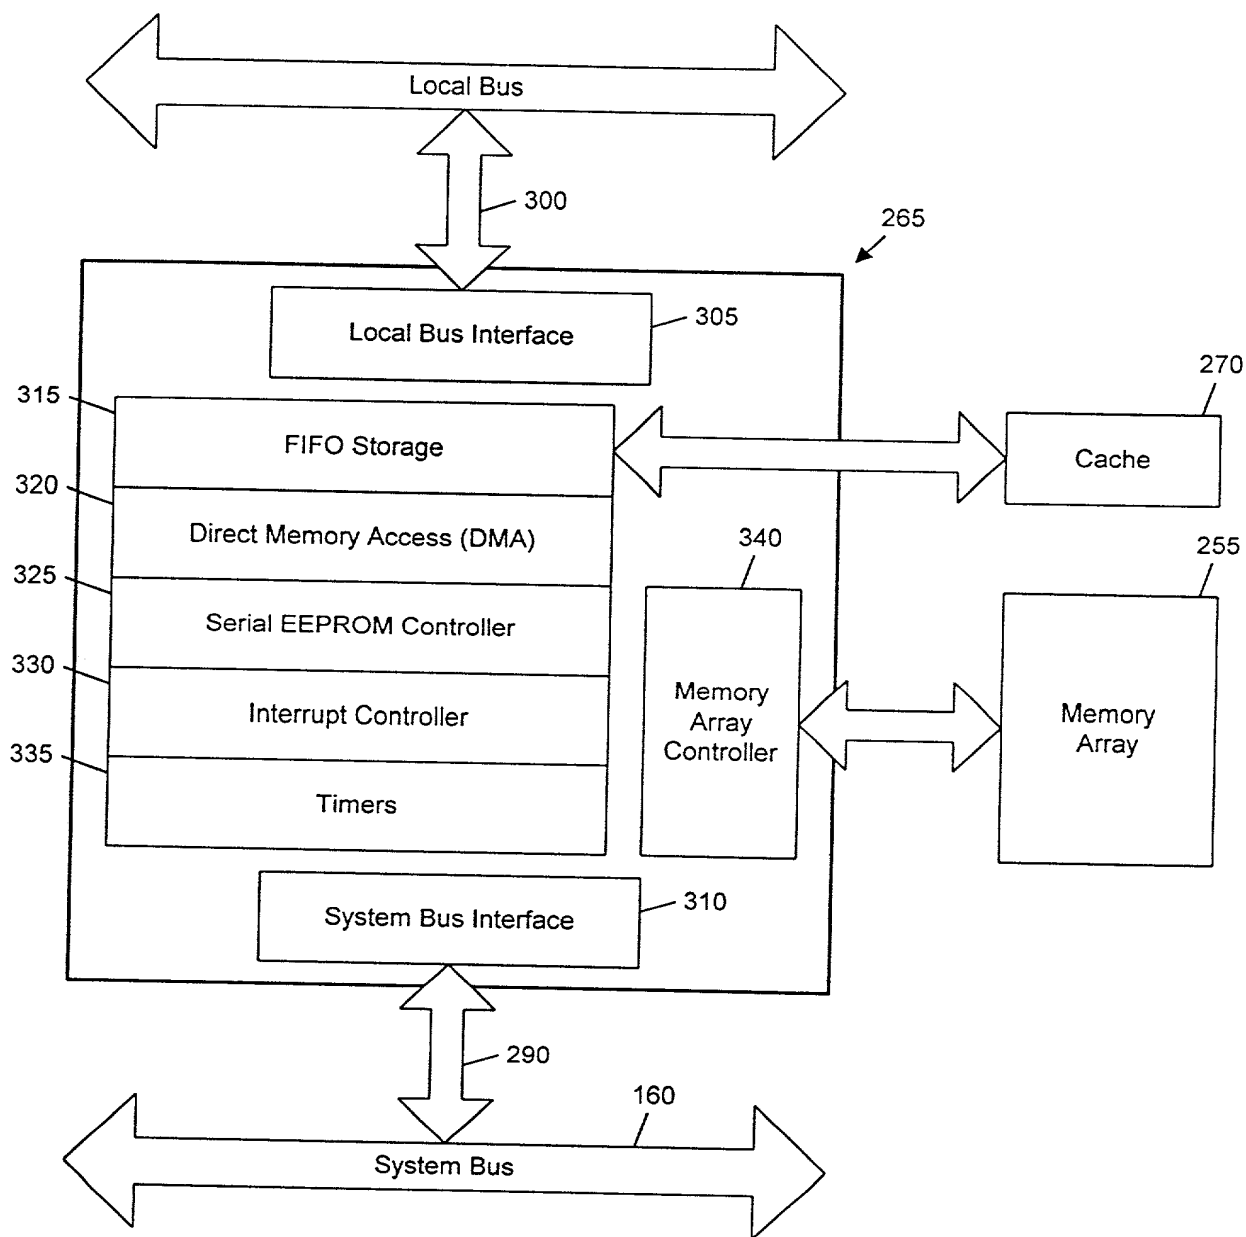 Local Bus
300
265
Local Bus Interface
305
315
270
FIFO Storage
Cache
320
Direct Memory Access (DMA)
340
255
325
Serial EEPROM Controller
330
Interrupt Controller
Memory
Array
Controller
Memory
Array
335
Timers
System Bus Interface
310
290
160
System Bus